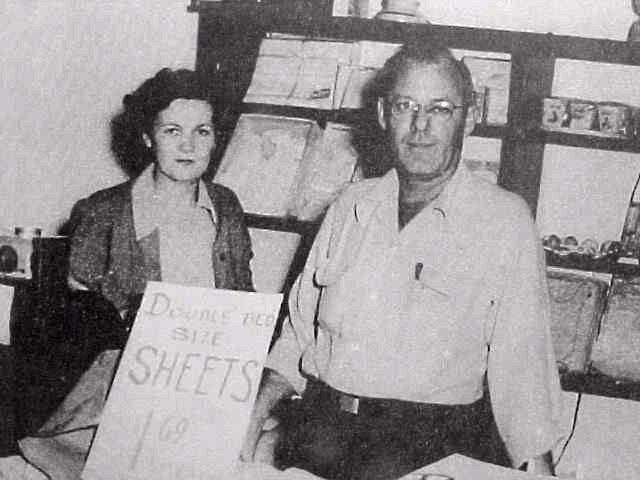 DOUBLE BED
SIZE
SHEETS
1 69